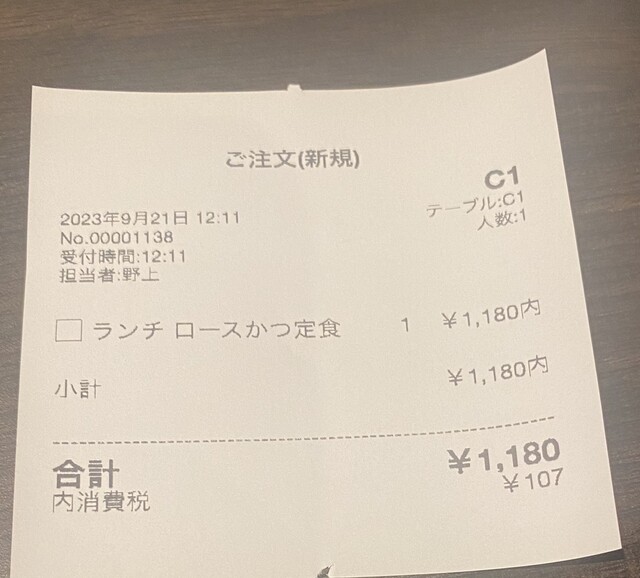 ご注文(新規)
C1
テーブル:C1
人数:1
2023年9月21日 12:11
No.00001138
受付時間:12:11
担当者:野上
ランチ ロースかつ定食 1 ¥1,180内
小計 ¥1,180内
合計 ¥1,180
内消費税 ¥107